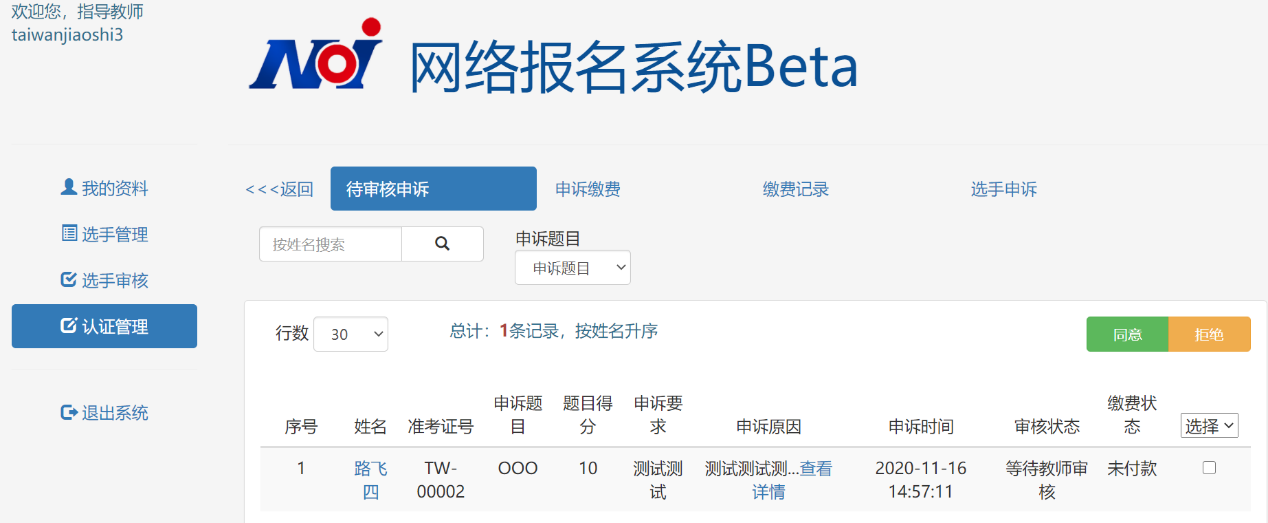 欢迎您，指导教师
taiwanjiaoshi3
NOI 网络报名系统Beta
我的资料
选手管理
选手审核
认证管理
退出系统
<<<返回 待审核申诉 申诉缴费 缴费记录 选手申诉
按姓名搜索
申诉题目
申诉题目
行数 30 总计：1条记录，按姓名升序 同意 拒绝
序号 姓名 准考证号 申诉题目 题目得分 申诉要求 申诉原因 申诉时间 审核状态 缴费状态 选择
1 路飞四 TW-00002 OOO 10 测试测试 测试测试测...查看详情 2020-11-16 14:57:11 等待教师审核 未付款